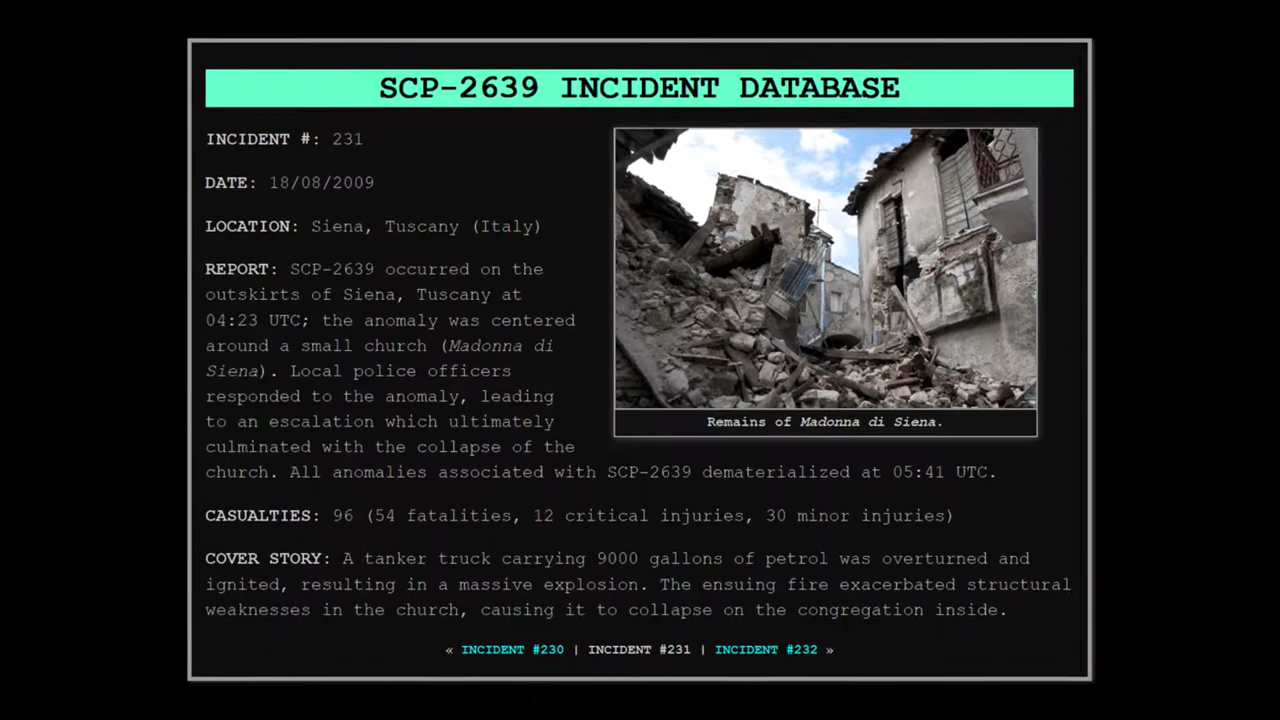 SCP-2639 INCIDENT DATABASE
INCIDENT #: 231
DATE: 18/08/2009
LOCATION: Siena, Tuscany (Italy)
REPORT: SCP-2639 occurred on the
outskirts of Siena, Tuscany at
04:23 UTC; the anomaly was centered
around a small church (Madonna di
Siena). Local police officers
responded to the anomaly, leading
to an escalation which ultimately
culminated with the collapse of the
church. All anomalies associated with SCP-2639 dematerialized at 05:41 UTC.
Remains of Madonna di Siena.
CASUALTIES: 96 (54 fatalities, 12 critical injuries, 30 minor injuries)
COVER STORY: A tanker truck carrying 9000 gallons of petrol was overturned and
ignited, resulting in a massive explosion. The ensuing fire exacerbated structural
weaknesses in the church, causing it to collapse on the congregation inside.
« INCIDENT #230 | INCIDENT #231 | INCIDENT #232 »